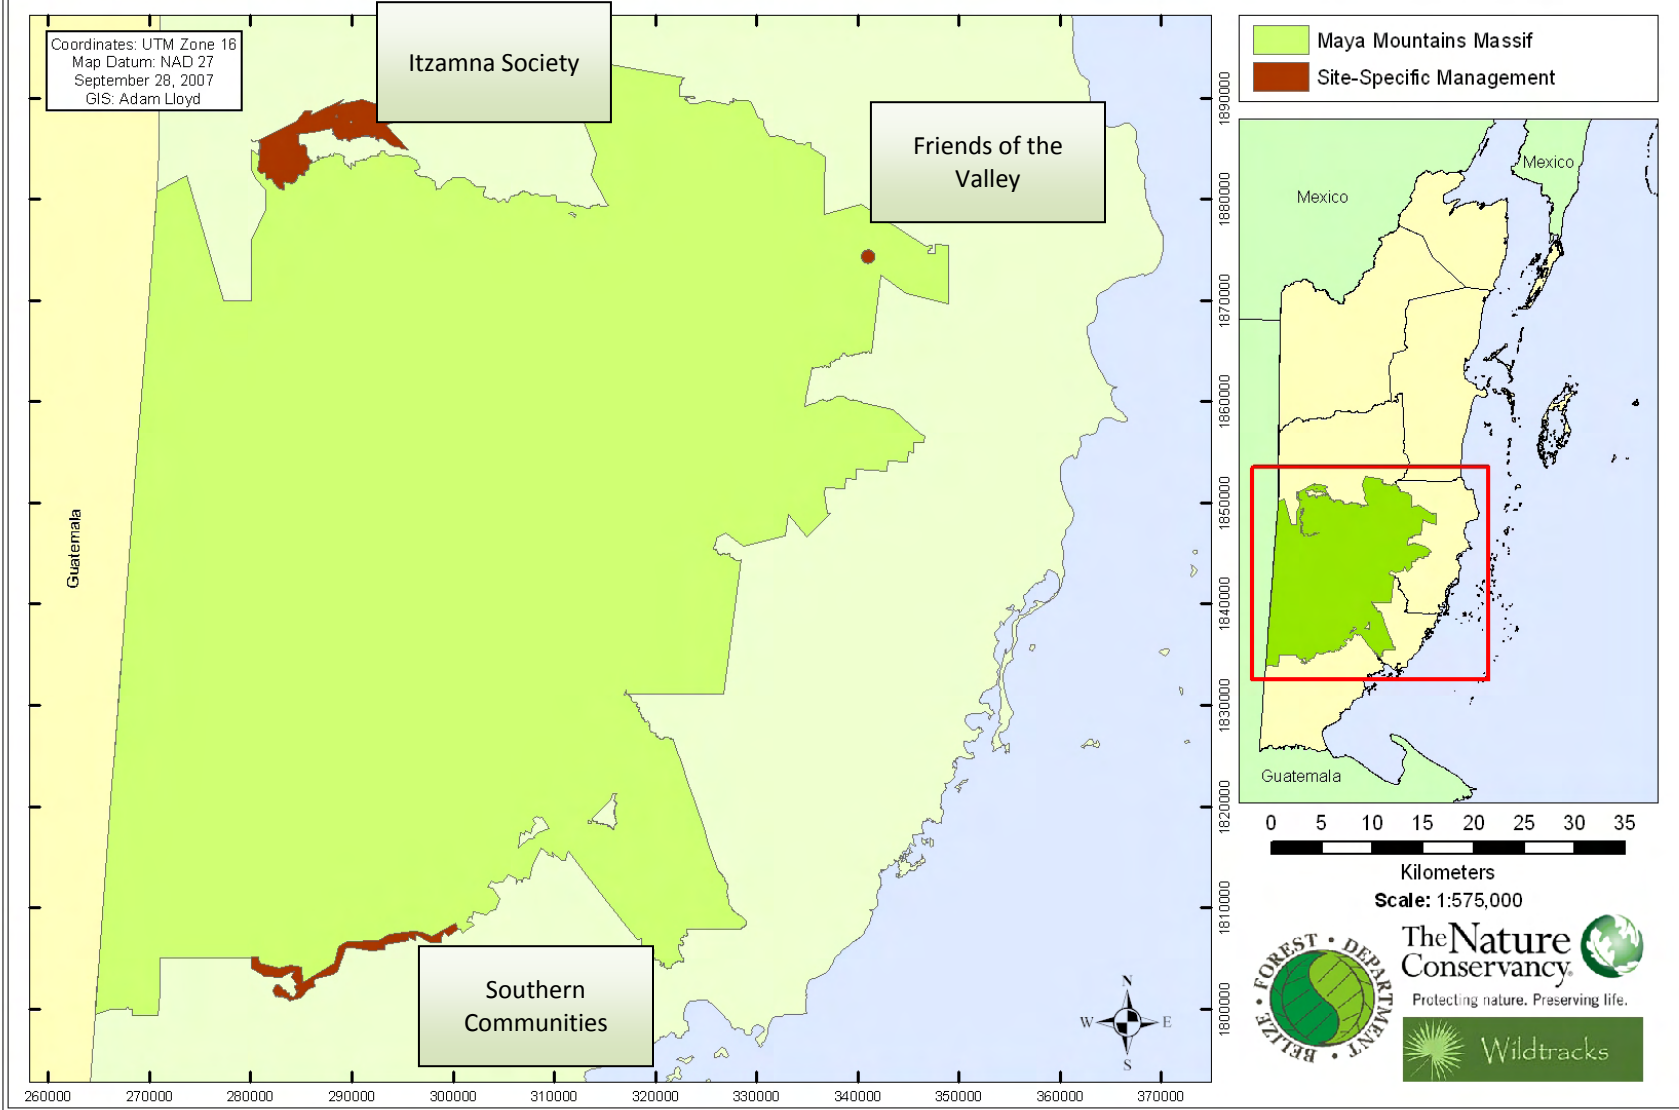 Coordinates: UTM Zone 16
Map Datum: NAD 27
September 28, 2007
GIS: Adam Lloyd
Itzamna Society
Friends of the
Valley
Southern
Communities
Guatemala
N
W E
S
260000 270000 280000 290000 300000 310000 320000 330000 340000 350000 360000 370000
1890000
1880000
1870000
1860000
1850000
1840000
1830000
1820000
1810000
1800000
Maya Mountains Massif
Site-Specific Management
Mexico
Mexico
Guatemala
0 5 10 15 20 25 30 35
Kilometers
Scale: 1:575,000
FOREST • DEPARTMENT • BELIZE •
The Nature
Conservancy
Protecting nature. Preserving life.
Wildtracks